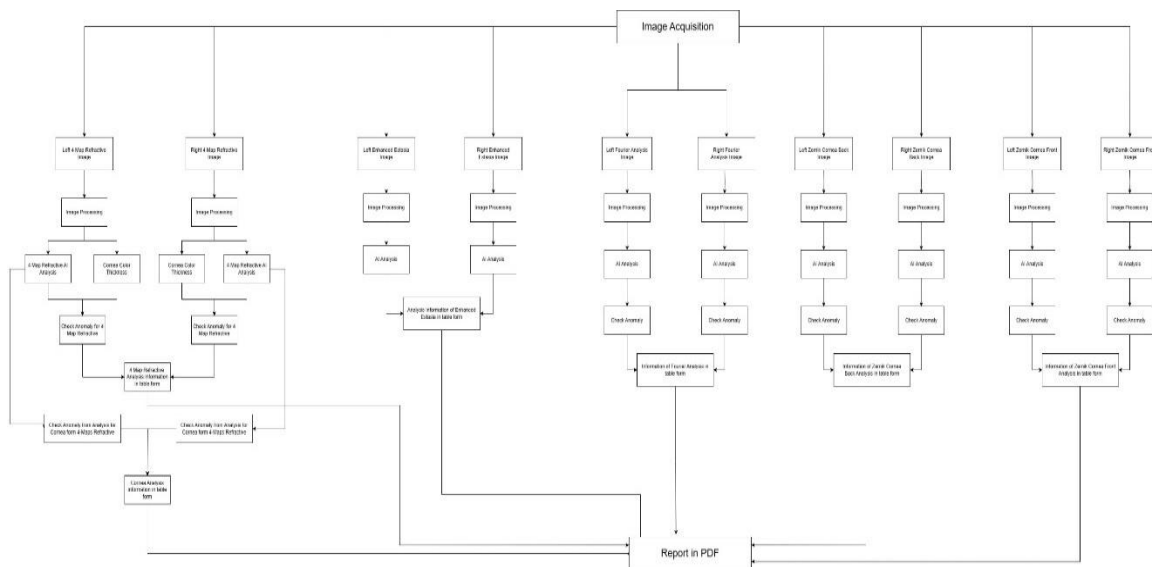 Image Acquisition
Left 4 Map Refractive
Image
Right 4 Map Refractive
Image
Left Enhanced Ectasia
Image
Right Enhanced
Image
Left Fourier Analysis
Image
Right Fourier
Analysis Image
Left Zernik Cornea Back Image
Right Zernik Cornea
Back Image
Left Zernik Cornea Front
Image
Right Zernik Cornea
Image
Image Processing
Image Processing
Image Processing
Image Processing
Image Processing
Image Processing
Image Processing
Image Processing
Image Processing
Image Processing
4 Map Refractive AI
Analysis
Cornea Color
Thickness
Cornea Color
Thickness
4 Map Refractive AI
Analysis
AI Analysis
AI Analysis
AI Analysis
AI Analysis
AI Analysis
AI Analysis
AI Analysis
AI Analysis
Check Anomaly for 4
Map Refractive
Check Anomaly for 4
Map Refractive
Analysis Information of Enhanced
Ectasia in table form
Check Anomaly
Check Anomaly
Check Anomaly
Check Anomaly
Check Anomaly
Check Anomaly
4 Map Refractive
Analysis Information
in table form
Information of Fourier Analysis in
table form
Information of Zernik Cornea
Back Analysis in table form
Information of Zernik Cornea Front
Analysis in table form
Check Anomaly from Analysis for
Cornea form 4 Maps Refractive
Check Anomaly from Analysis for
Cornea form 4 Maps Refractive
Cornea Analysis
Information in table
form
Report in PDF